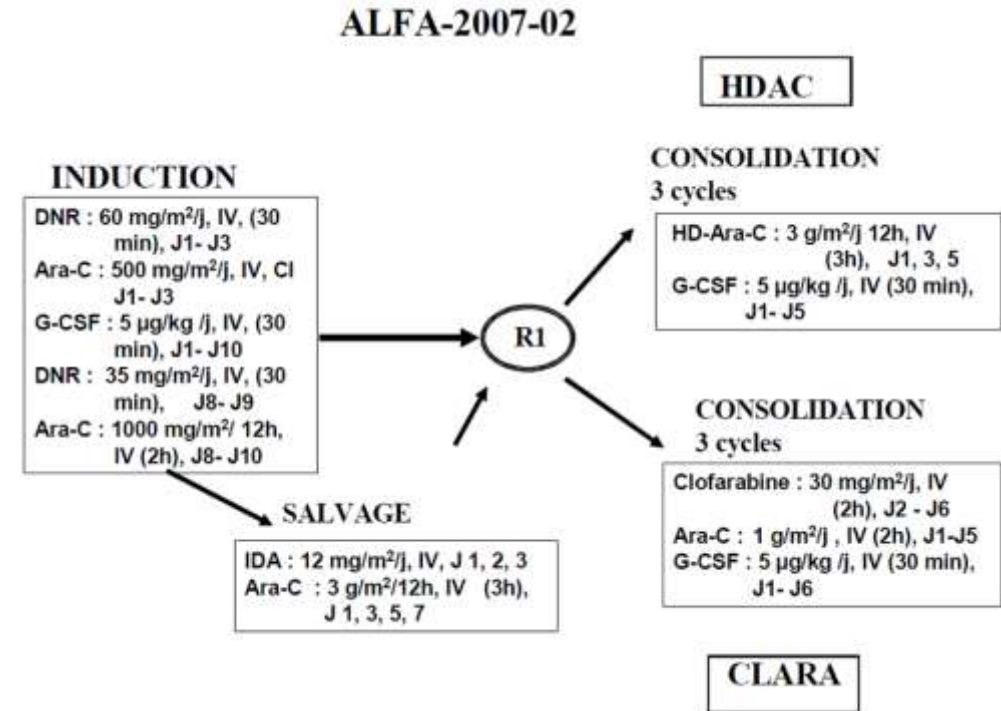 ALFA-2007-02
HDAC
INDUCTION
DNR : 60 mg/m²/j, IV, (30
min), J1- J3
Ara-C : 500 mg/m²/j, IV, CI
J1- J3
G-CSF : 5 µg/kg /j, IV, (30
min), J1- J10
DNR : 35 mg/m²/j, IV, (30
min), J8- J9
Ara-C : 1000 mg/m²/ 12h,
IV (2h), J8- J10
CONSOLIDATION
3 cycles
HD-Ara-C : 3 g/m²/j 12h, IV
(3h), J1, 3, 5
G-CSF : 5 µg/kg /j, IV (30 min),
J1- J5
R1
SALVAGE
IDA : 12 mg/m²/j, IV, J 1, 2, 3
Ara-C : 3 g/m²/12h, IV (3h),
J 1, 3, 5, 7
CONSOLIDATION
3 cycles
Clofarabine : 30 mg/m²/j, IV
(2h), J2 - J6
Ara-C : 1 g/m²/j , IV (2h), J1-J5
G-CSF : 5 µg/kg /j, IV (30 min),
J1- J6
CLARA